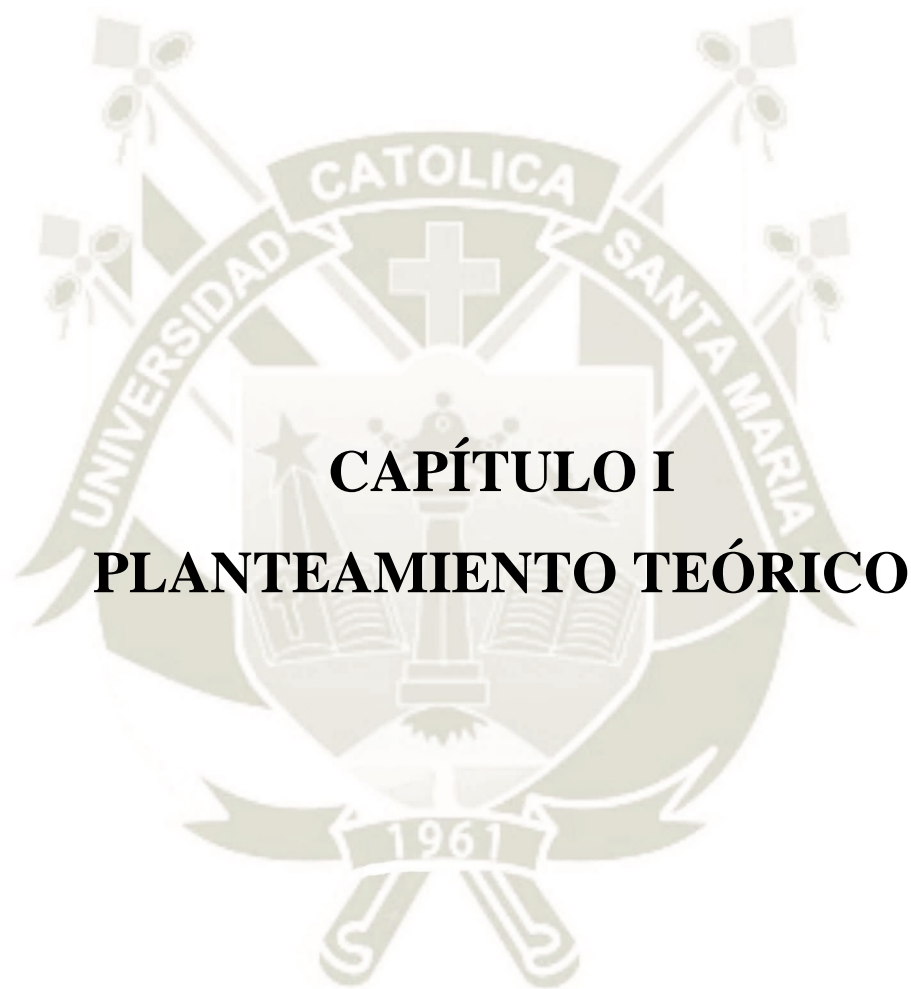 CATOLICA
UNIVERSIDAD
SANTA MARIA
CAPÍTULO I
PLANTEAMIENTO TEÓRICO
1961